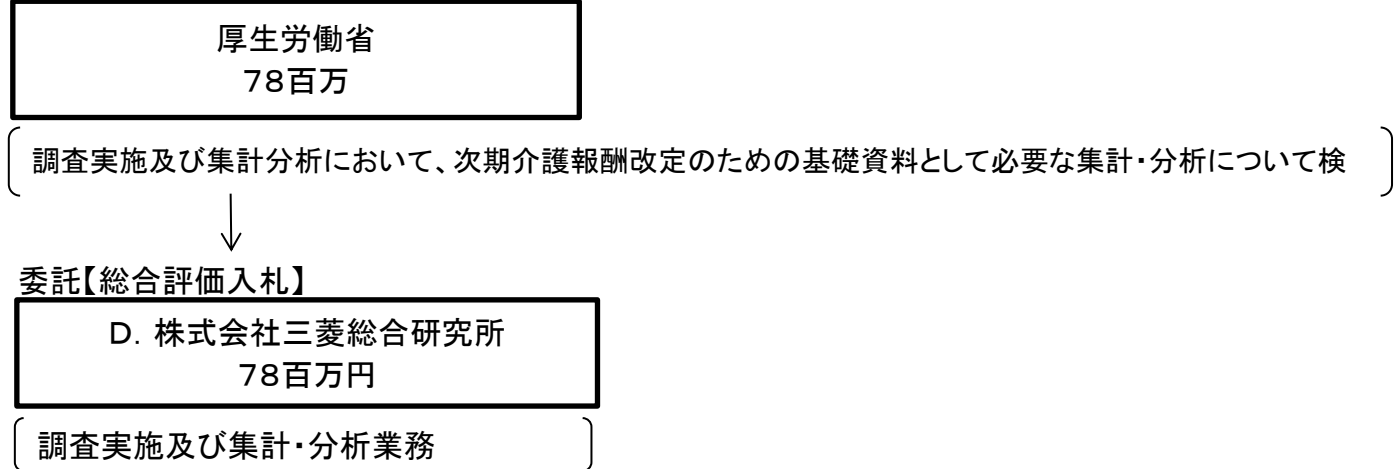 厚生労働省
78百万
調査実施及び集計分析において、次期介護報酬改定のための基礎資料として必要な集計・分析について検
委託【総合評価入札】
D. 株式会社三菱総合研究所
78百万円
調査実施及び集計・分析業務